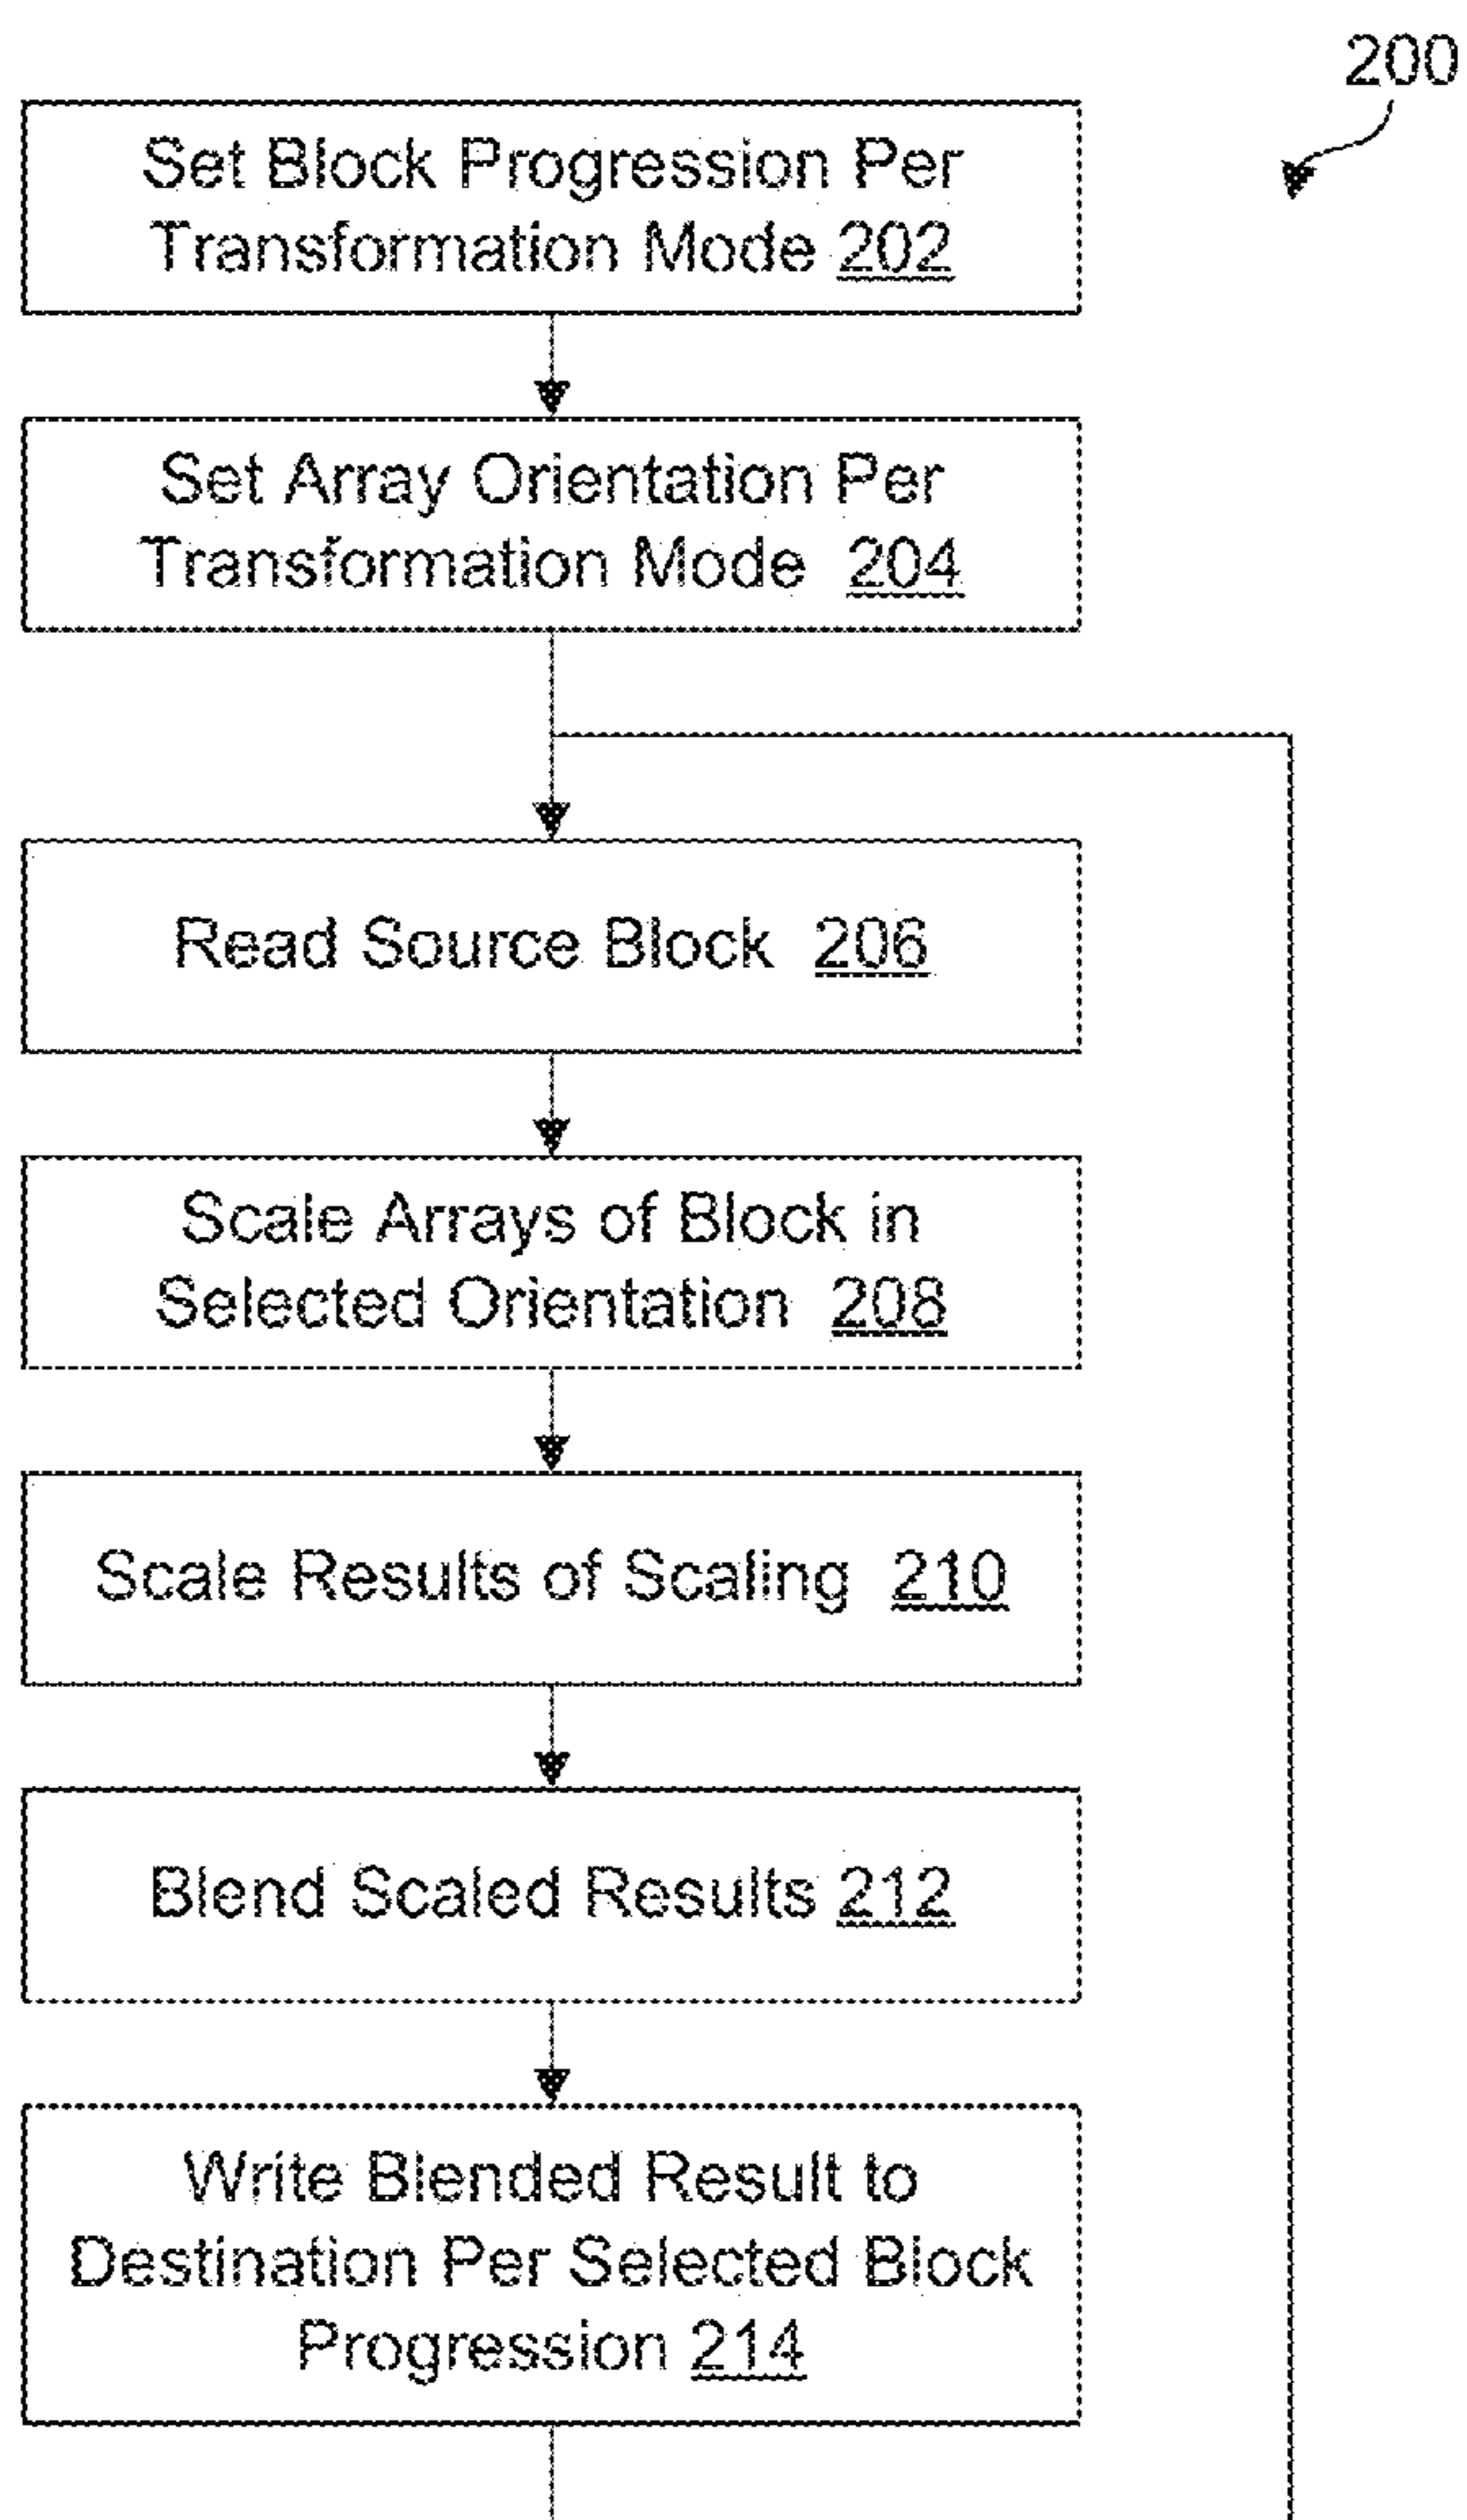 200
Set Block Progression Per
Transformation Mode 202
Set Array Orientation Per
Transformation Mode 204
Read Source Block 206
Scale Arrays of Block in
Selected Orientation 208
Scale Results of Scaling 210
Blend Scaled Results 212
Write Blended Result to
Destination Per Selected Block
Progression 214